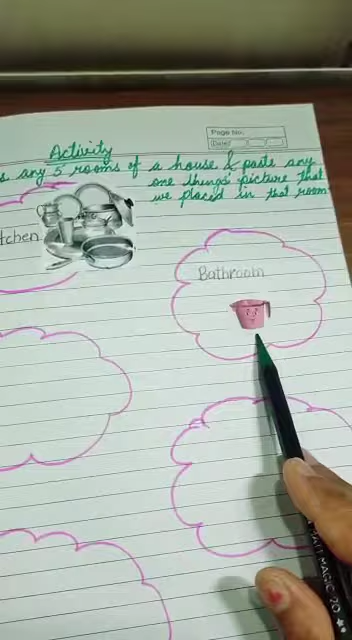 Activity
Page No.
Date
s any 5 rooms of a house & paste any
one things picture that
we placed in that room
tchen
Bathroom